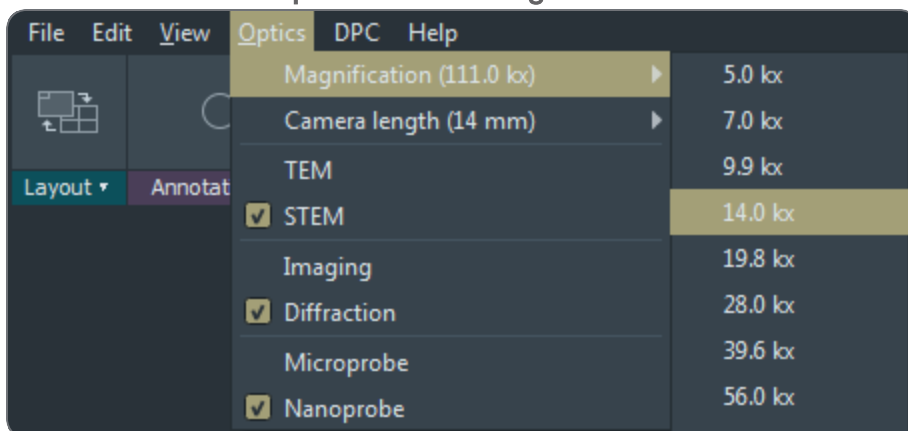 File Edit View Optics DPC Help
Magnification (111.0 kx)
Camera length (14 mm)
TEM
STEM
Imaging
Diffraction
Microprobe
Nanoprobe
5.0 kx
7.0 kx
9.9 kx
14.0 kx
19.8 kx
28.0 kx
39.6 kx
56.0 kx
Layout
Annotat